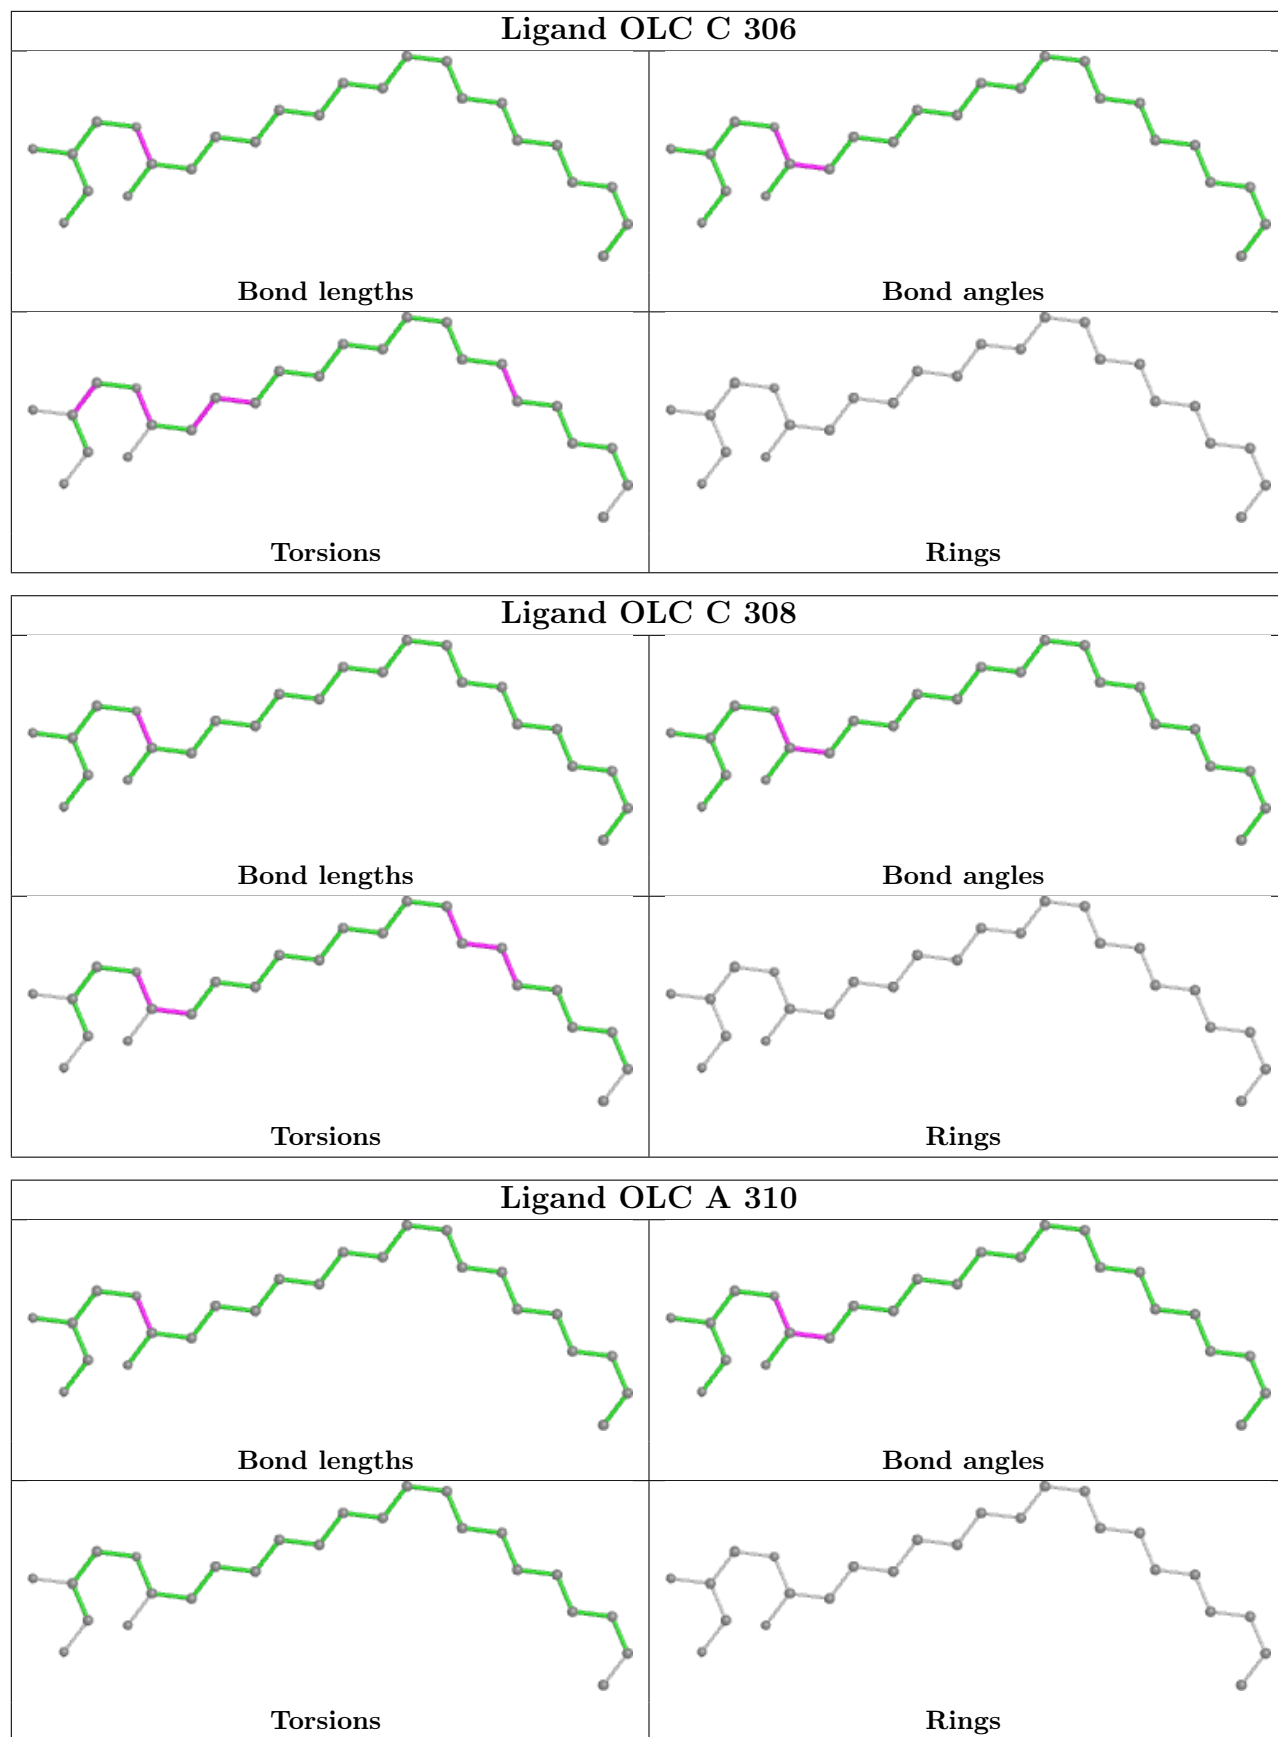 Ligand OLC C 306
Bond lengths
Bond angles
Torsions
Rings
Ligand OLC C 308
Bond lengths
Bond angles
Torsions
Rings
Ligand OLC A 310
Bond lengths
Bond angles
Torsions
Rings